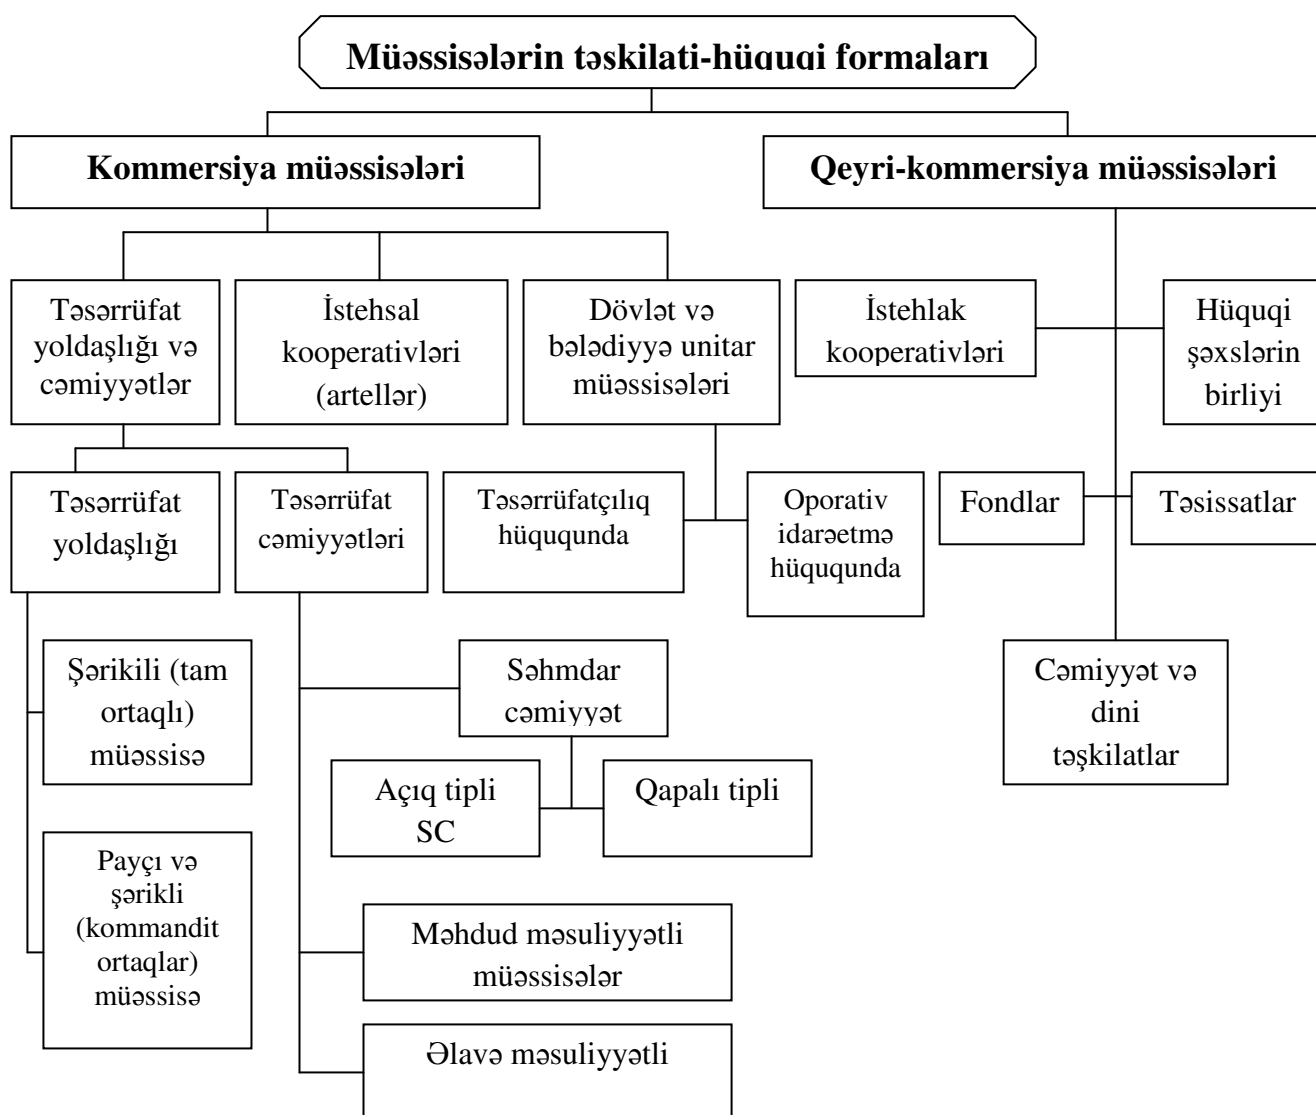 Müəssisələrin təskilati-hüquqi formaları
Kommersiya müəssisələri
Qeyri-kommersiya müəssisələri
Təsərrüfat
yoldaşlığı və
cəmiyyətlər
İstehsal
kooperativləri
(artellər)
Dövlət və
bələdiyyə unitar
müəssisələri
İstehlak
kooperativləri
Hüquqi
şəxslərin
birliyi
Təsərrüfat
yoldaşlığı
Təsərrüfat
cəmiyyətləri
Təsərrüfatçılıq
hüququnda
Oporativ
idarəetmə
hüququnda
Fondlar
Təsissatlar
Şərikili (tam
ortaqlı)
müəssisə
Səhmdar
cəmiyyət
Cəmiyyət və
dini
təşkilatlar
Açıq tipli
SC
Qapalı tipli
Payçı və
şərikli
(kommandit
ortaqlar)
müəssisə
Məhdud məsuliyyətli
müəssisələr
Əlavə məsuliyyətli